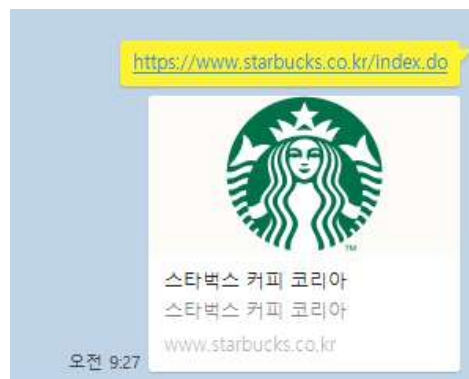 https://www.starbucks.co.kr/index.do
TM
스타벅스 커피 코리아
스타벅스 커피 코리아
www.starbucks.co.kr
오전 9:27